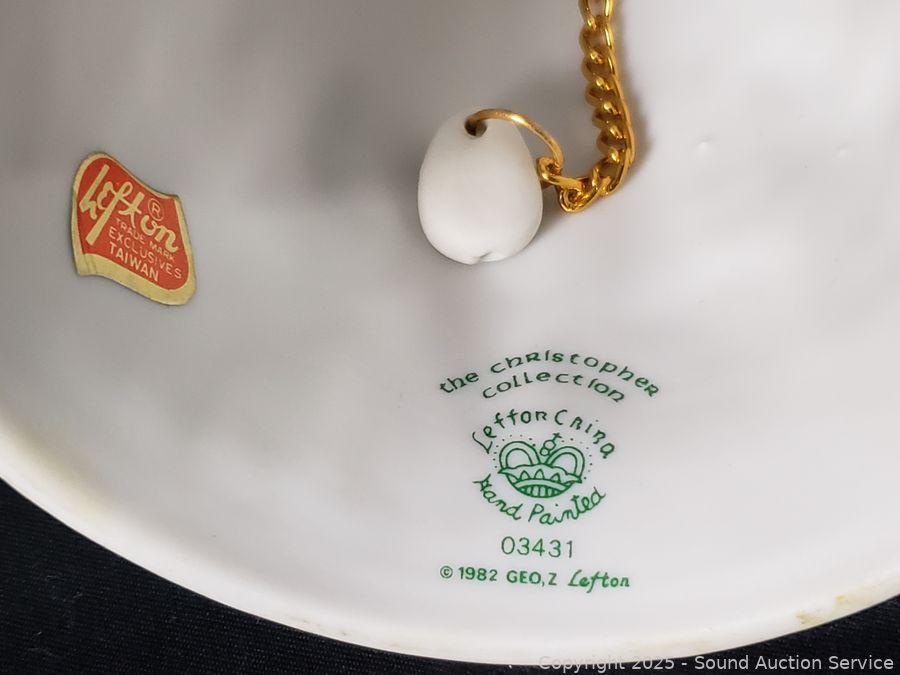 Lefton ®
TRADE MARK
EXCLUSIVES
TAIWAN
the christopher
collection
Lefton China
Hand Painted
03431
© 1982 GEO, Z Lefton
Copyright 2025 - Sound Auction Service